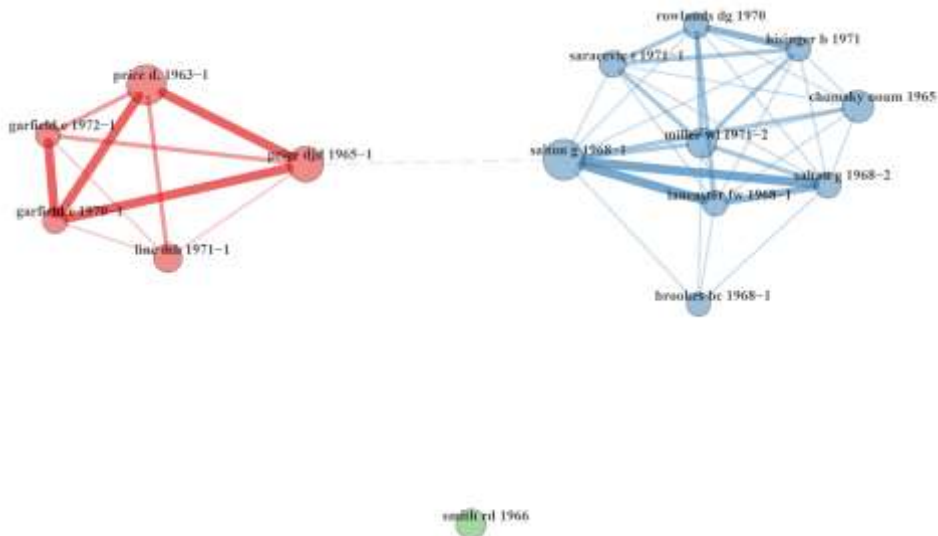 rowlands dg 1970
kisinger b 1971
saracevic t 1971-1
price d. 1963-1
chomsky noam 1965
garfield e 1972-1
miller wl 1971-2
salton g 1968-1
price djd 1965-1
salton g 1968-2
lancaster fw 1968-1
garfield e 1970-1
line mb 1971-1
brookes bc 1968-1
smith rd 1966